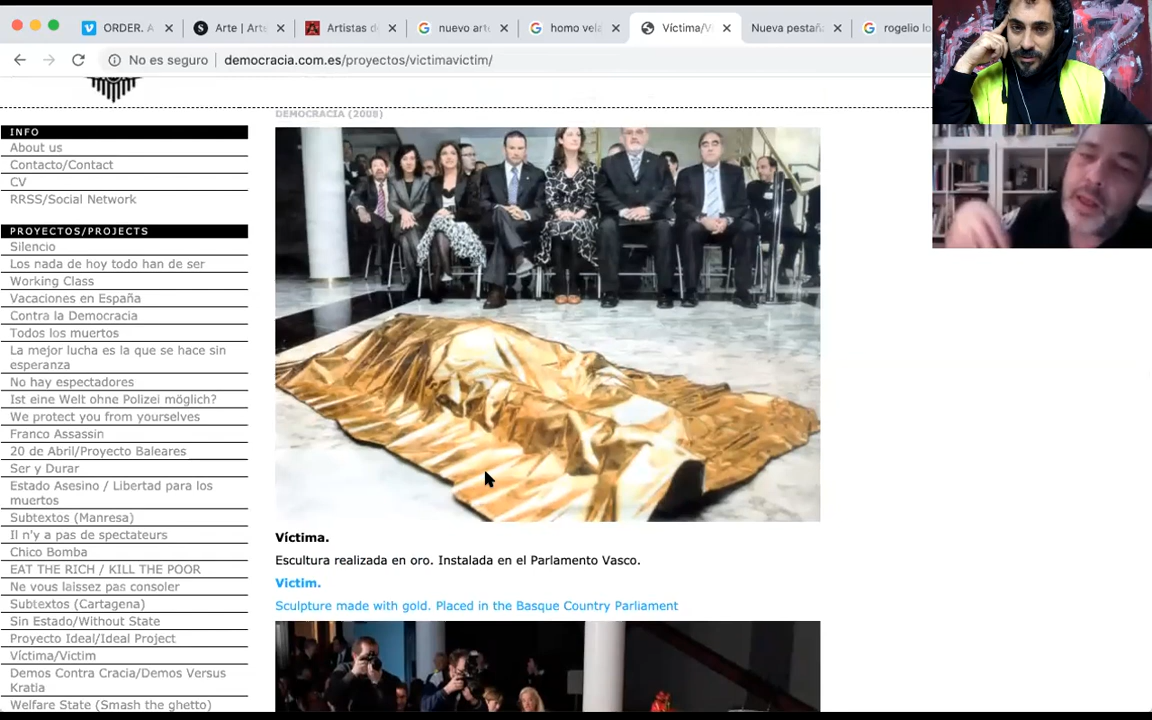 ORDER. A
Arte | Art
Artistas d
nuevo art
homo vela
Víctima/V
Nueva pestañ
rogelio lo
No es seguro
democracia.com.es/proyectos/victimavictim/
DEMOCRACIA (2009)
INFO
About us
Contacto/Contact
CV
RRSS/Social Network
PROYECTOS/PROJECTS
Silencio
Los nada de hoy todo han de ser
Working Class
Vacaciones en España
Contra la Democracia
Todos los muertos
La mejor lucha es la que se hace sin
esperanza
No hay espectadores
Ist eine Welt ohne Polizei möglich?
We protect you from yourselves
Franco Assassin
20 de Abril/Proyecto Baleares
Ser y Durar
Estado Asesino / Libertad para los
muertos
Subtextos (Manresa)
Il n'y a pas de spectateurs
Chico Bomba
EAT THE RICH / KILL THE POOR
Ne vous laissez pas consoler
Subtextos (Cartagena)
Sin Estado/Without State
Proyecto Ideal/Ideal Project
Víctima/Victim
Demos Contra Cracia/Demos Versus
Kratia
Welfare State (Smash the ghetto)
Víctima.
Escultura realizada en oro. Instalada en el Parlamento Vasco.
Victim.
Sculpture made with gold. Placed in the Basque Country Parliament